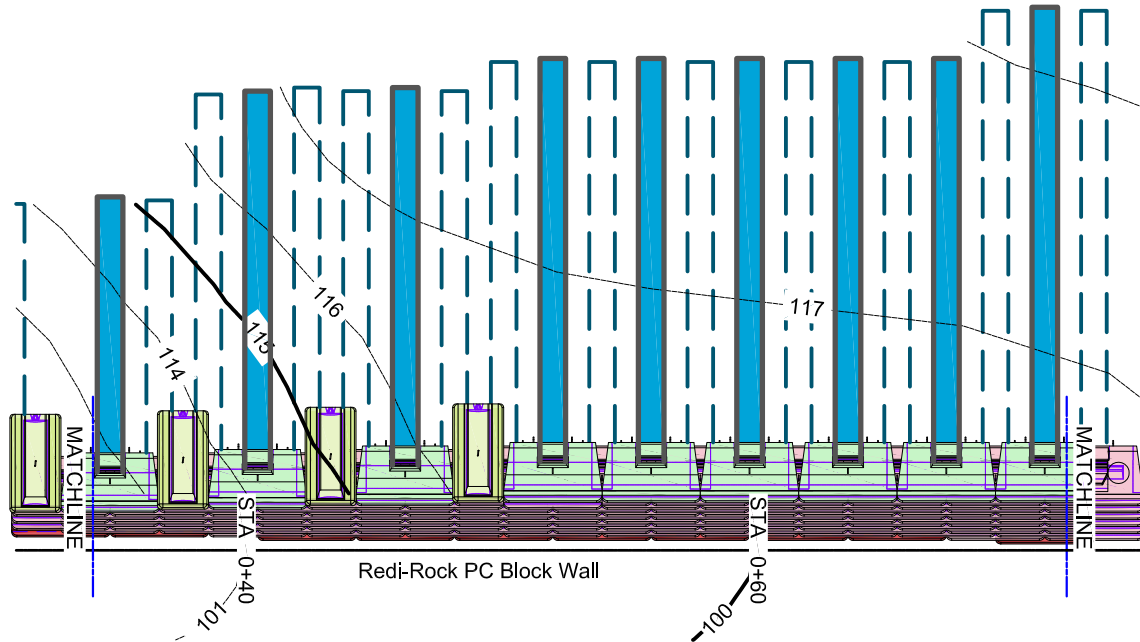 117
116
115
114
MATCHLINE
STA 0+40
STA 0+60
MATCHLINE
Redi-Rock PC Block Wall
101
100